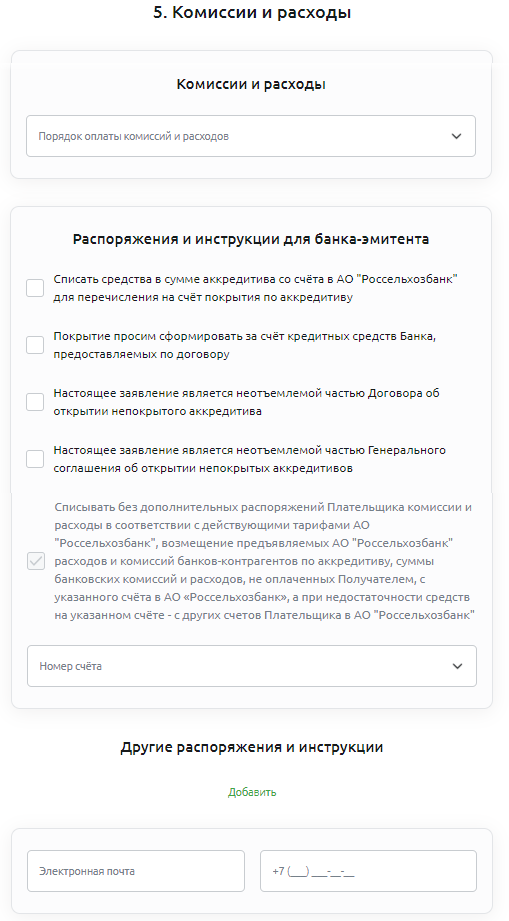 5. Комиссии и расходы
Комиссии и расходы
Порядок оплаты комиссий и расходов
Распоряжения и инструкции для банка-эмитента
Списать средства в сумме аккредитива со счёта в АО "Россельхозбанк"
для перечисления на счёт покрытия по аккредитиву
Покрытие просим сформировать за счёт кредитных средств Банка,
предоставляемых по договору
Настоящее заявление является неотъемлемой частью Договора об
открытии непокрытого аккредитива
Настоящее заявление является неотъемлемой частью Генерального
соглашения об открытии непокрытых аккредитивов
Списывать без дополнительных распоряжений Плательщика комиссии и
расходы в соответствии с действующими тарифами АО
"Россельхозбанк", возмещение предъявляемых АО "Россельхозбанк"
расходов и комиссий банков-контрагентов по аккредитиву, суммы
банковских комиссий и расходов, не оплаченных Получателем, с
указанного счёта в АО «Россельхозбанк», а при недостаточности средств
на указанном счёте - с других счетов Плательщика в АО "Россельхозбанк"
Номер счёта
Другие распоряжения и инструкции
Добавить
Электронная почта
+7 (___) ___-__-__